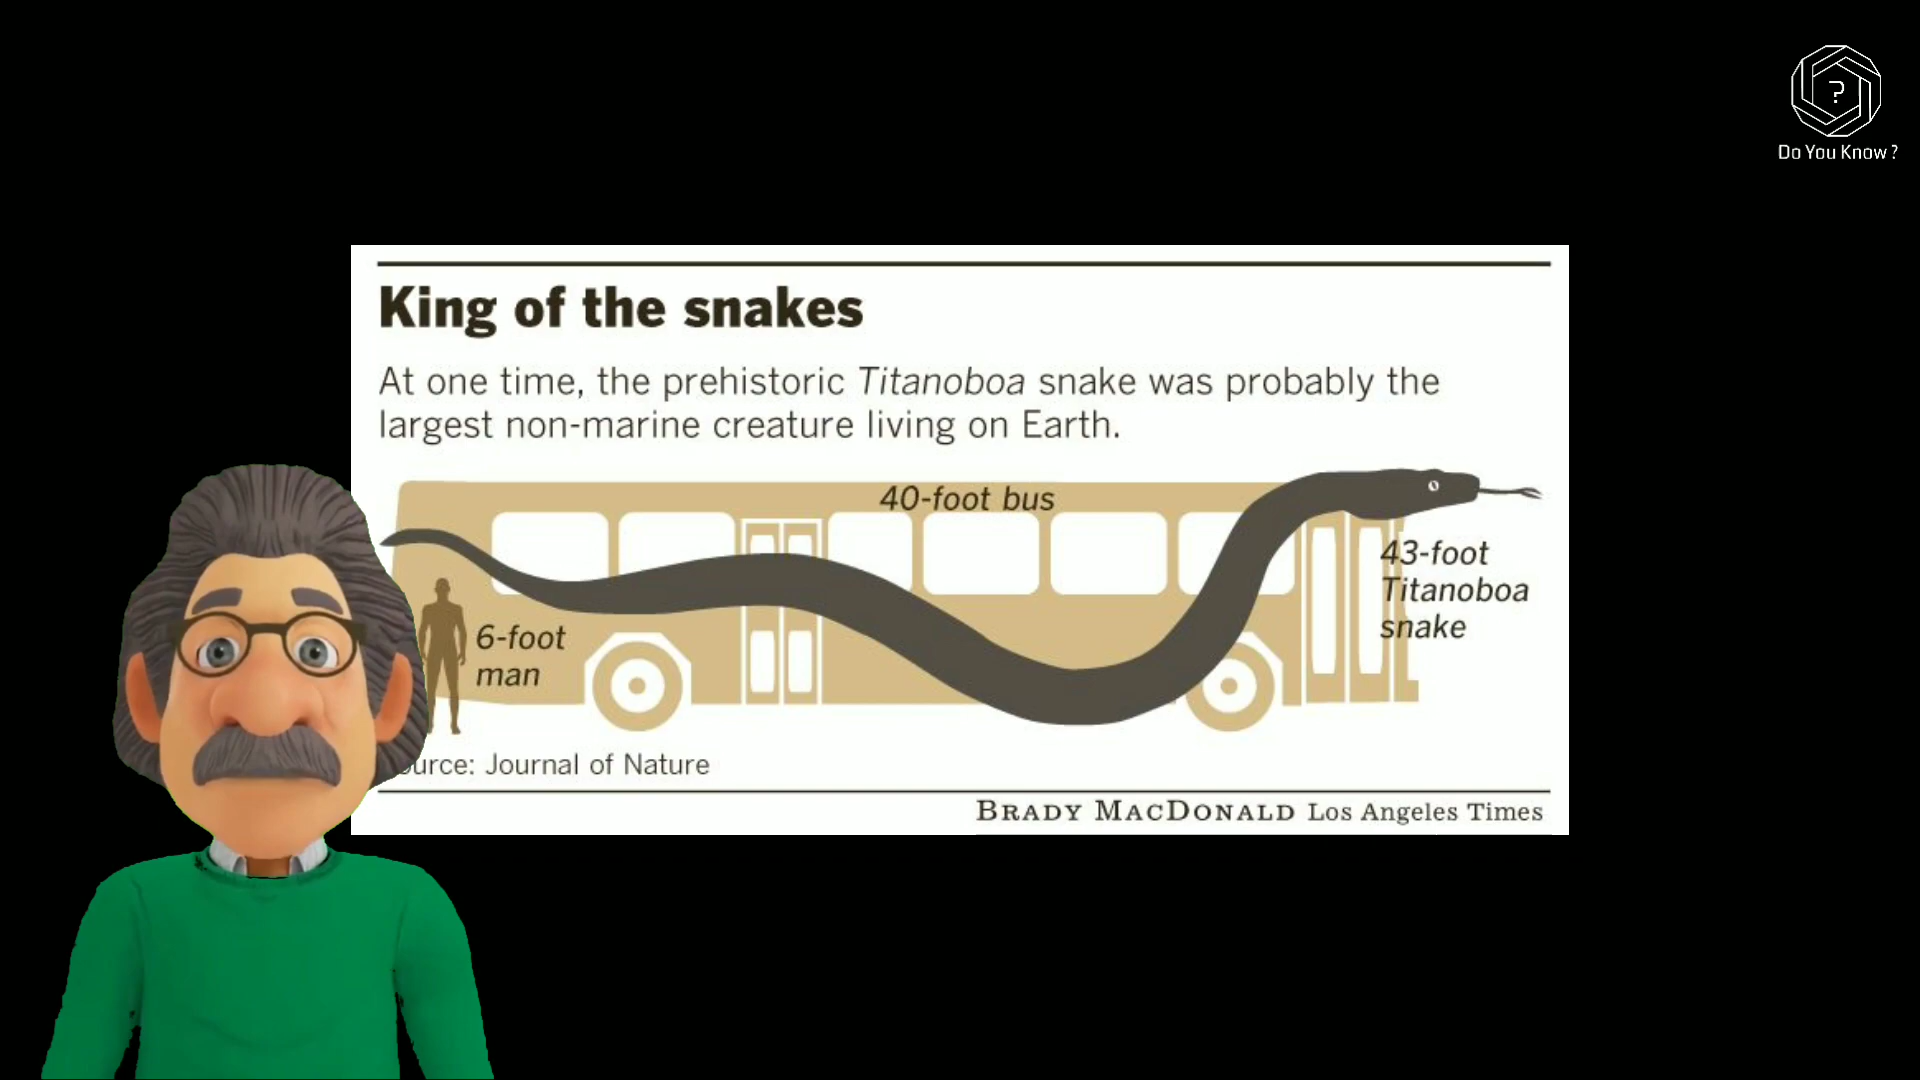 ?
Do You Know ?
King of the snakes
At one time, the prehistoric Titanoboa snake was probably the
largest non-marine creature living on Earth.
40-foot bus
43-foot
Titanoboa
snake
6-foot
man
urce: Journal of Nature
BRADY MACDONALD Los Angeles Times